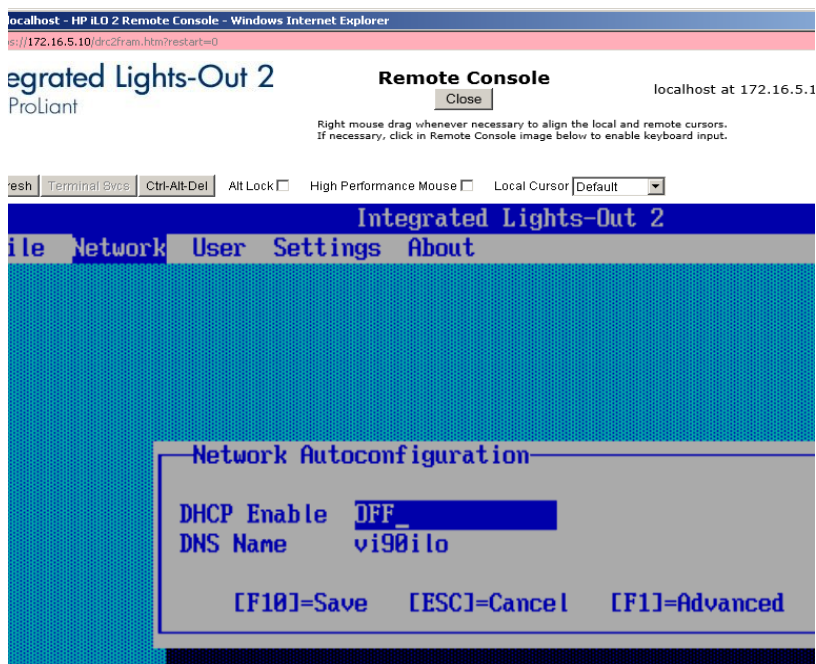 ocalhost - HP iLO 2 Remote Console - Windows Internet Explorer
os://172.16.5.10/drc2fram.htm?restart=0
egrated Lights-Out 2
ProLiant
Remote Console
Close
localhost at 172.16.5.1
Right mouse drag whenever necessary to align the local and remote cursors.
If necessary, click in Remote Console image below to enable keyboard input.
resh Terminal Svcs Ctrl-Alt-Del Alt Lock High Performance Mouse Local Cursor Default
Integrated Lights-Out 2
ile Network User Settings About
Network Autoconfiguration
DHCP Enable OFF_
DNS Name vi90ilo
[F10]=Save [ESC]=Cancel [F1]=Advanced